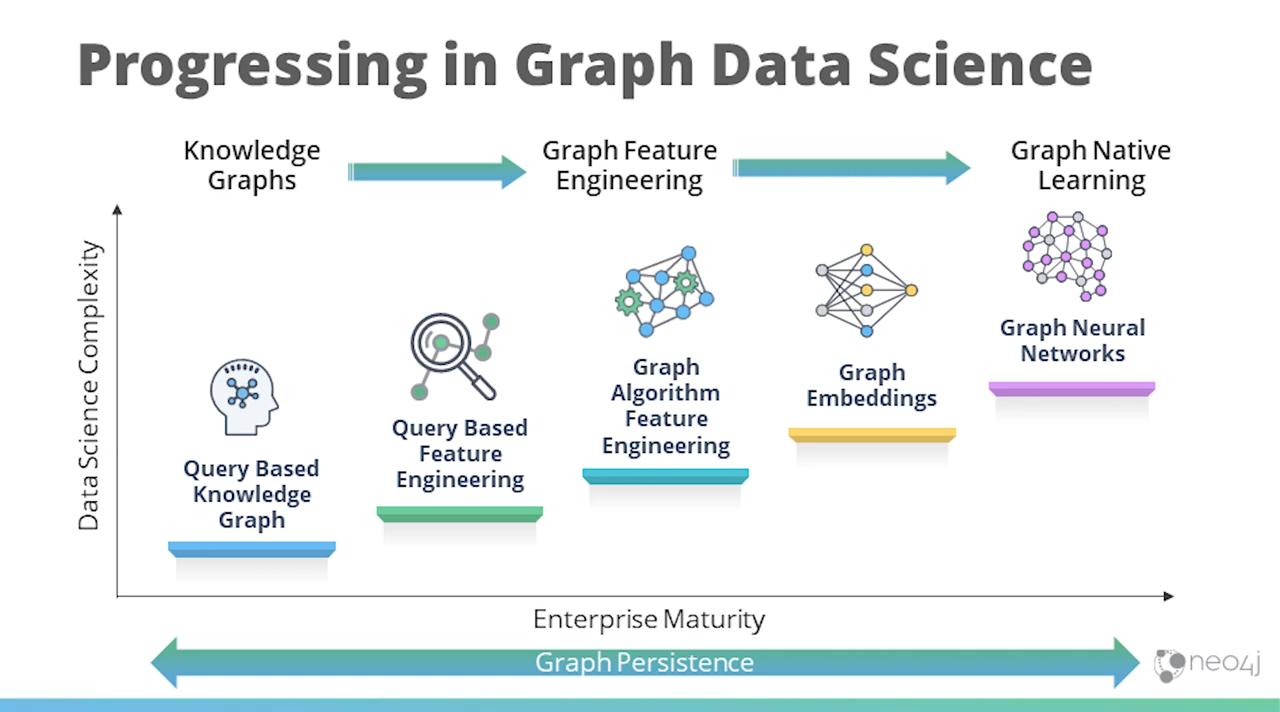 Progressing in Graph Data Science
Knowledge
Graphs
Graph Feature
Engineering
Graph Native
Learning
Data Science Complexity
Query Based
Knowledge
Graph
Query Based
Feature
Engineering
Graph
Algorithm
Feature
Engineering
Graph
Embeddings
Graph Neural
Networks
Enterprise Maturity
Graph Persistence
neo4j